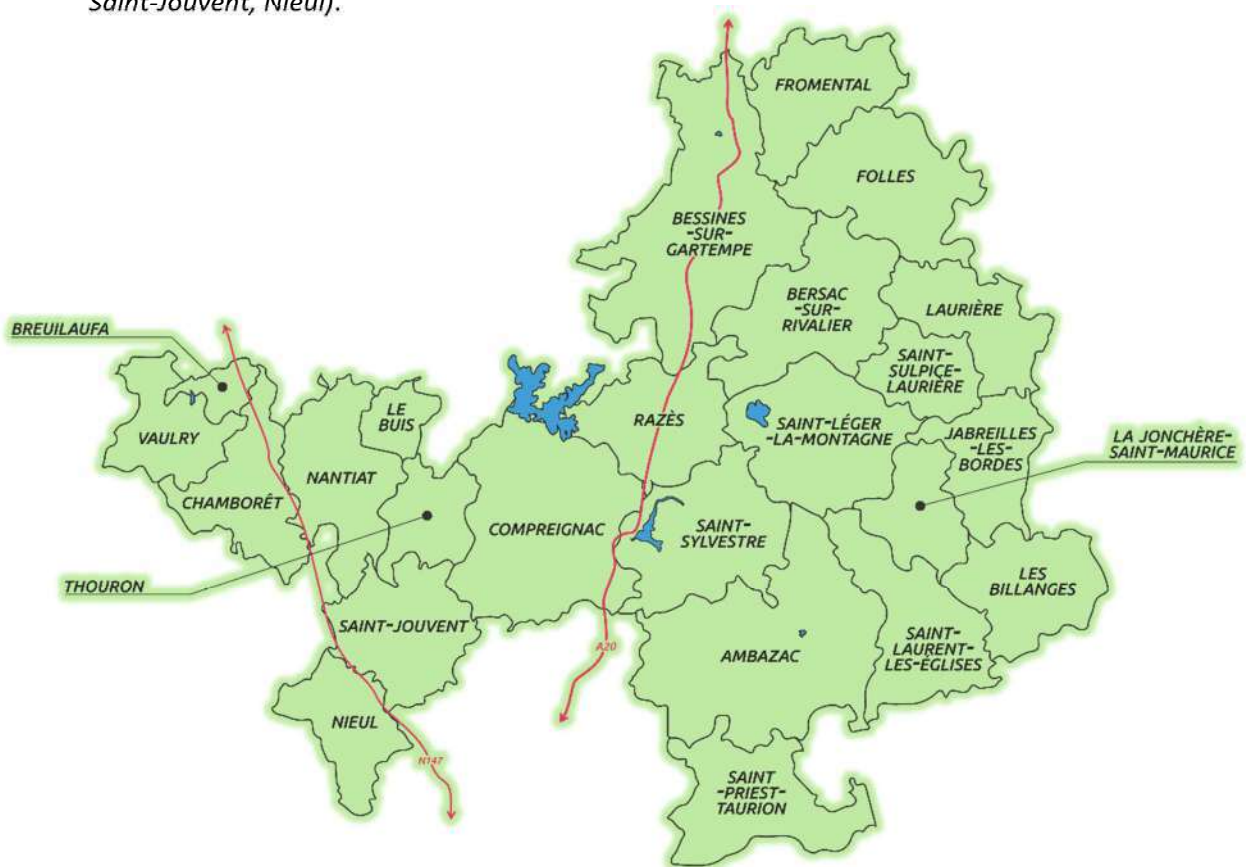 Saint-Jouvent, Nieul).
FROMENTAL
FOLLES
BESSINES
-SUR-
GARTEMPE
BERSAC
-SUR-
RIVALIER
LAURIÈRE
BREUILAUFA
SAINT-
SULPICE-
LAURIÈRE
LE
BUIS
VAULRY
RAZÈS
SAINT-LÉGER
-LA-MONTAGNE
JABREILLES
-LES-
BORDES
LA JONCHÈRE-
SAINT-MAURICE
NANTIAT
CHAMBORÊT
COMPREIGNAC
SAINT-
SYLVESTRE
THOURON
LES
BILLANGES
SAINT-JOUVENT
A20
AMBAZAC
SAINT-
LAURENT-
LES-ÉGLISES
NIEUL
N147
SAINT
-PRIEST-
TAURION